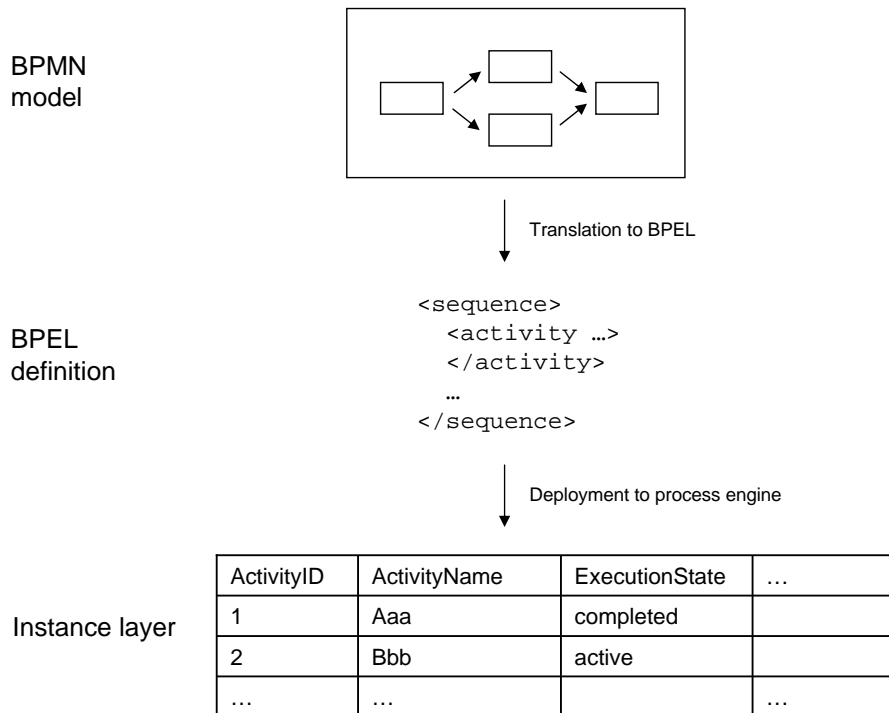 BPMN
model
Translation to BPEL
BPEL
definition
<sequence>
<activity …>
</activity>
…
</sequence>
Deployment to process engine
Instance layer
ActivityID ActivityName ExecutionState …
1 Aaa completed
2 Bbb active
… … …